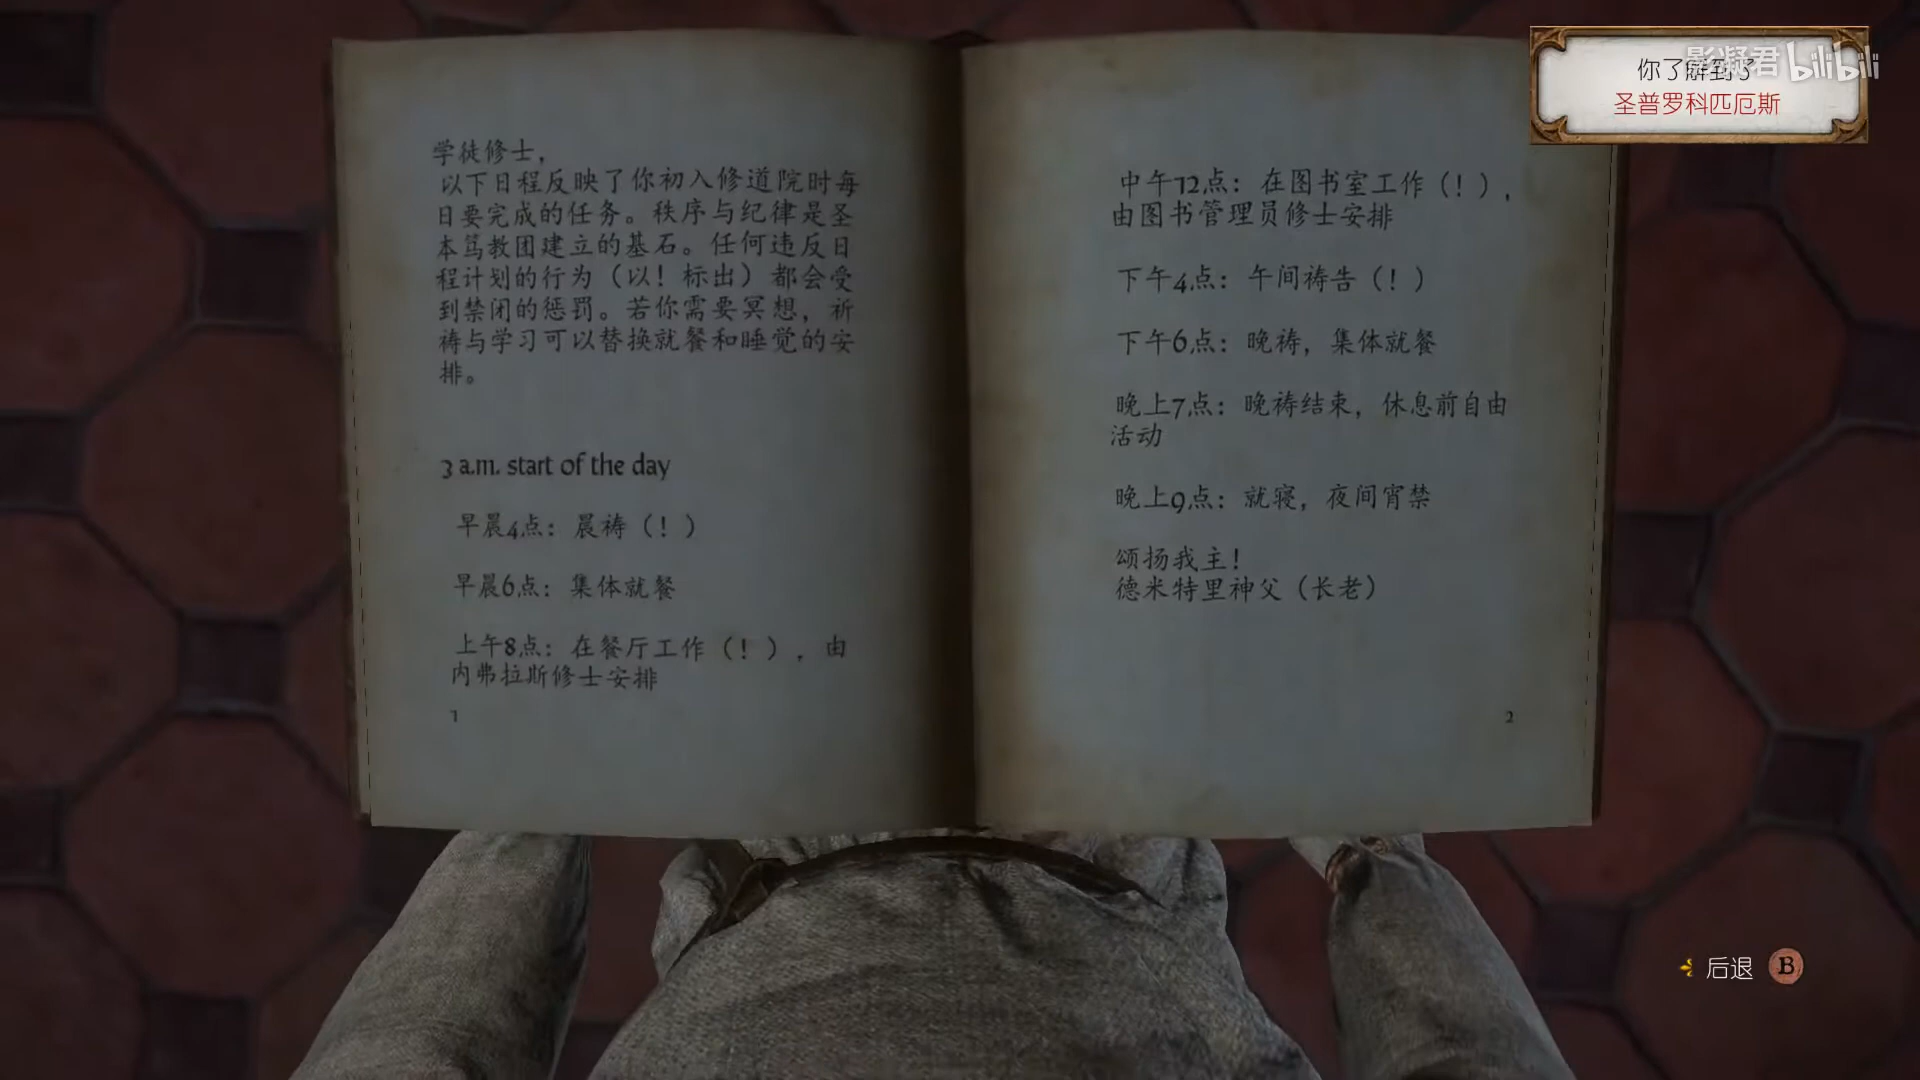 学徒修士，
以下日程反映了你初入修道院时每
日要完成的任务。秩序与纪律是圣
本笃教团建立的基石。任何违反日
程计划的行为（以！标出）都会受
到禁闭的惩罚。若你需要冥想，祈
祷与学习可以替换就餐和睡觉的安
排。
3 a.m. start of the day
早晨4点：晨祷（！）
早晨6点：集体就餐
上午8点：在餐厅工作（！），由
内弗拉斯修士安排
1
中午12点：在图书室工作（！），
由图书管理员修士安排
下午4点：午间祷告（！）
下午6点：晚祷，集体就餐
晚上7点：晚祷结束，休息前自由
活动
晚上9点：就寝，夜间宵禁
颂扬我主！
德米特里神父（长老）
2
你了解到了
圣普罗科匹厄斯
影凝君 bilibili
后退 B